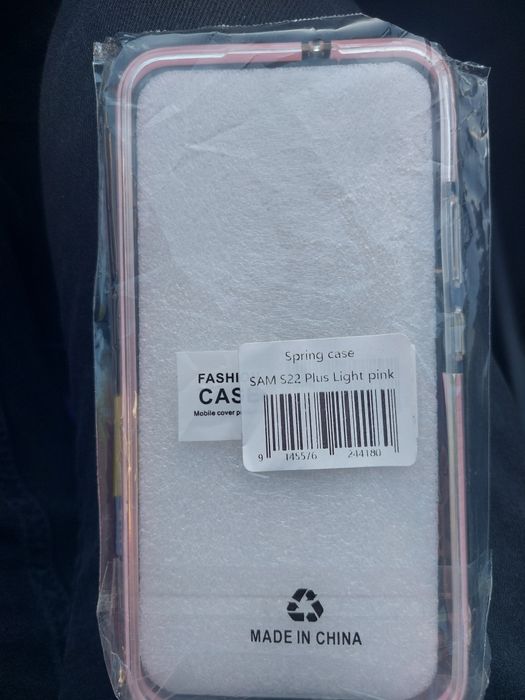 Spring case
SAM S22 Plus Light pink
FASHI
CAS
Mobile cover p
9 145576 244180
MADE IN CHINA